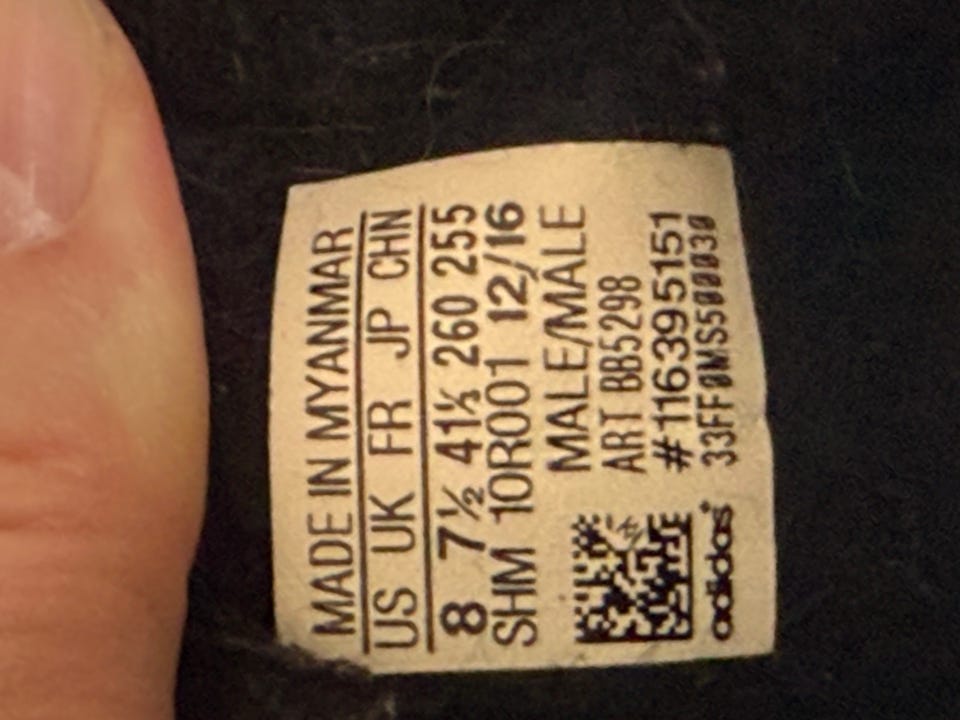 MADE IN MYANMAR
US UK FR JP CHN
8 7½ 41⅓ 260 255
SHM 10R001 12/16
MALE/MALE
ART BB5298
#116395151
33FF0MS500030
adidas®